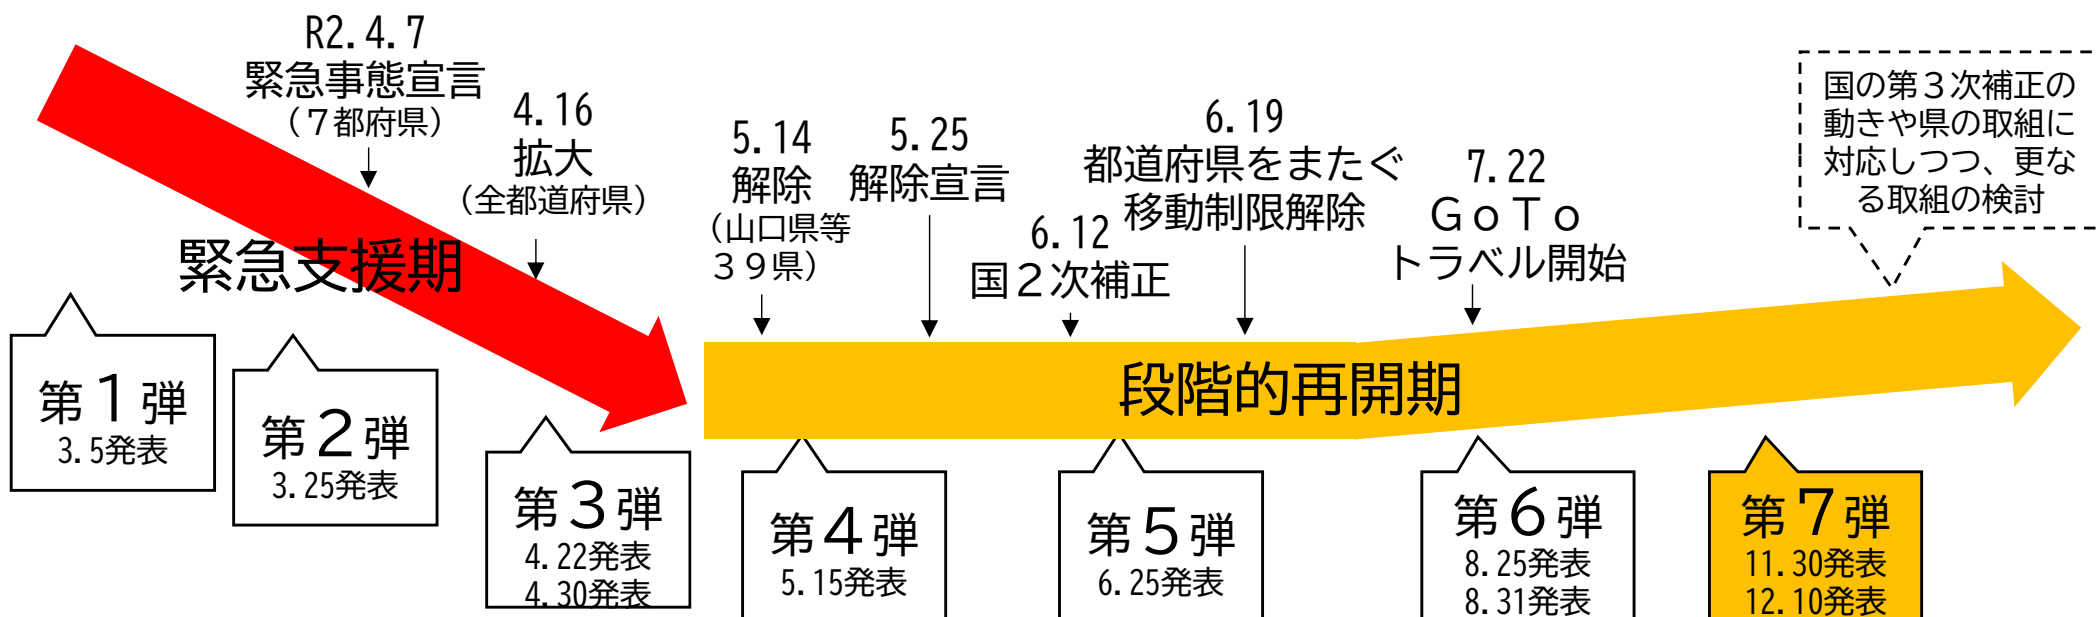 R2.4.7
緊急事態宣言
（７都府県）
4.16
拡大
（全都道府県）
緊急支援期
5.14
解除
（山口県等
３９県）
5.25
解除宣言
6.12
国２次補正
6.19
都道府県をまたぐ
移動制限解除
7.22
ＧｏＴｏ
トラベル開始
国の第３次補正の
動きや県の取組に
対応しつつ、更な
る取組の検討
段階的再開期
第１弾
3.5発表
第２弾
3.25発表
第３弾
4.22発表
4.30発表
第４弾
5.15発表
第５弾
6.25発表
第６弾
8.25発表
8.31発表
第７弾
11.30発表
12.10発表